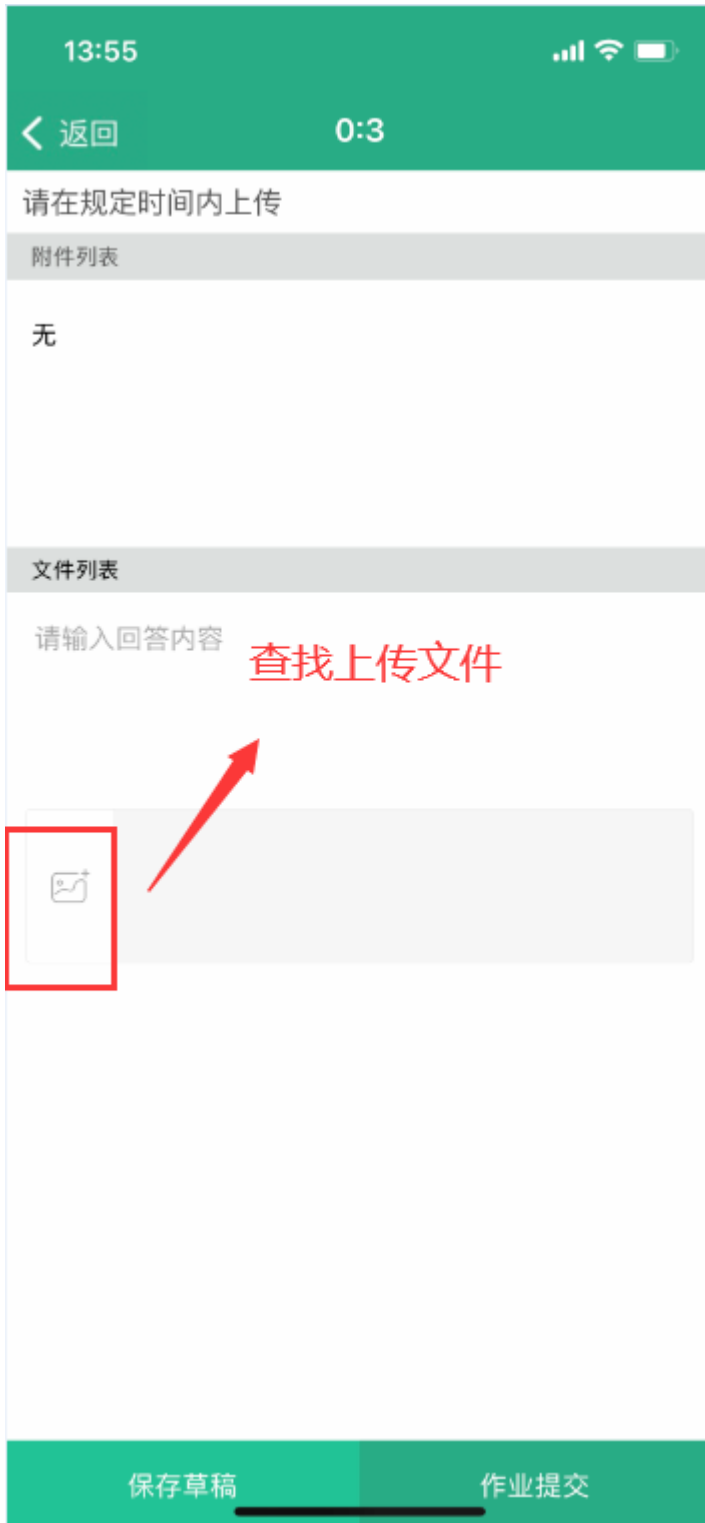 13:55
返回
0:3
请在规定时间内上传
附件列表
无
文件列表
请输入回答内容
查找上传文件
保存草稿
作业提交